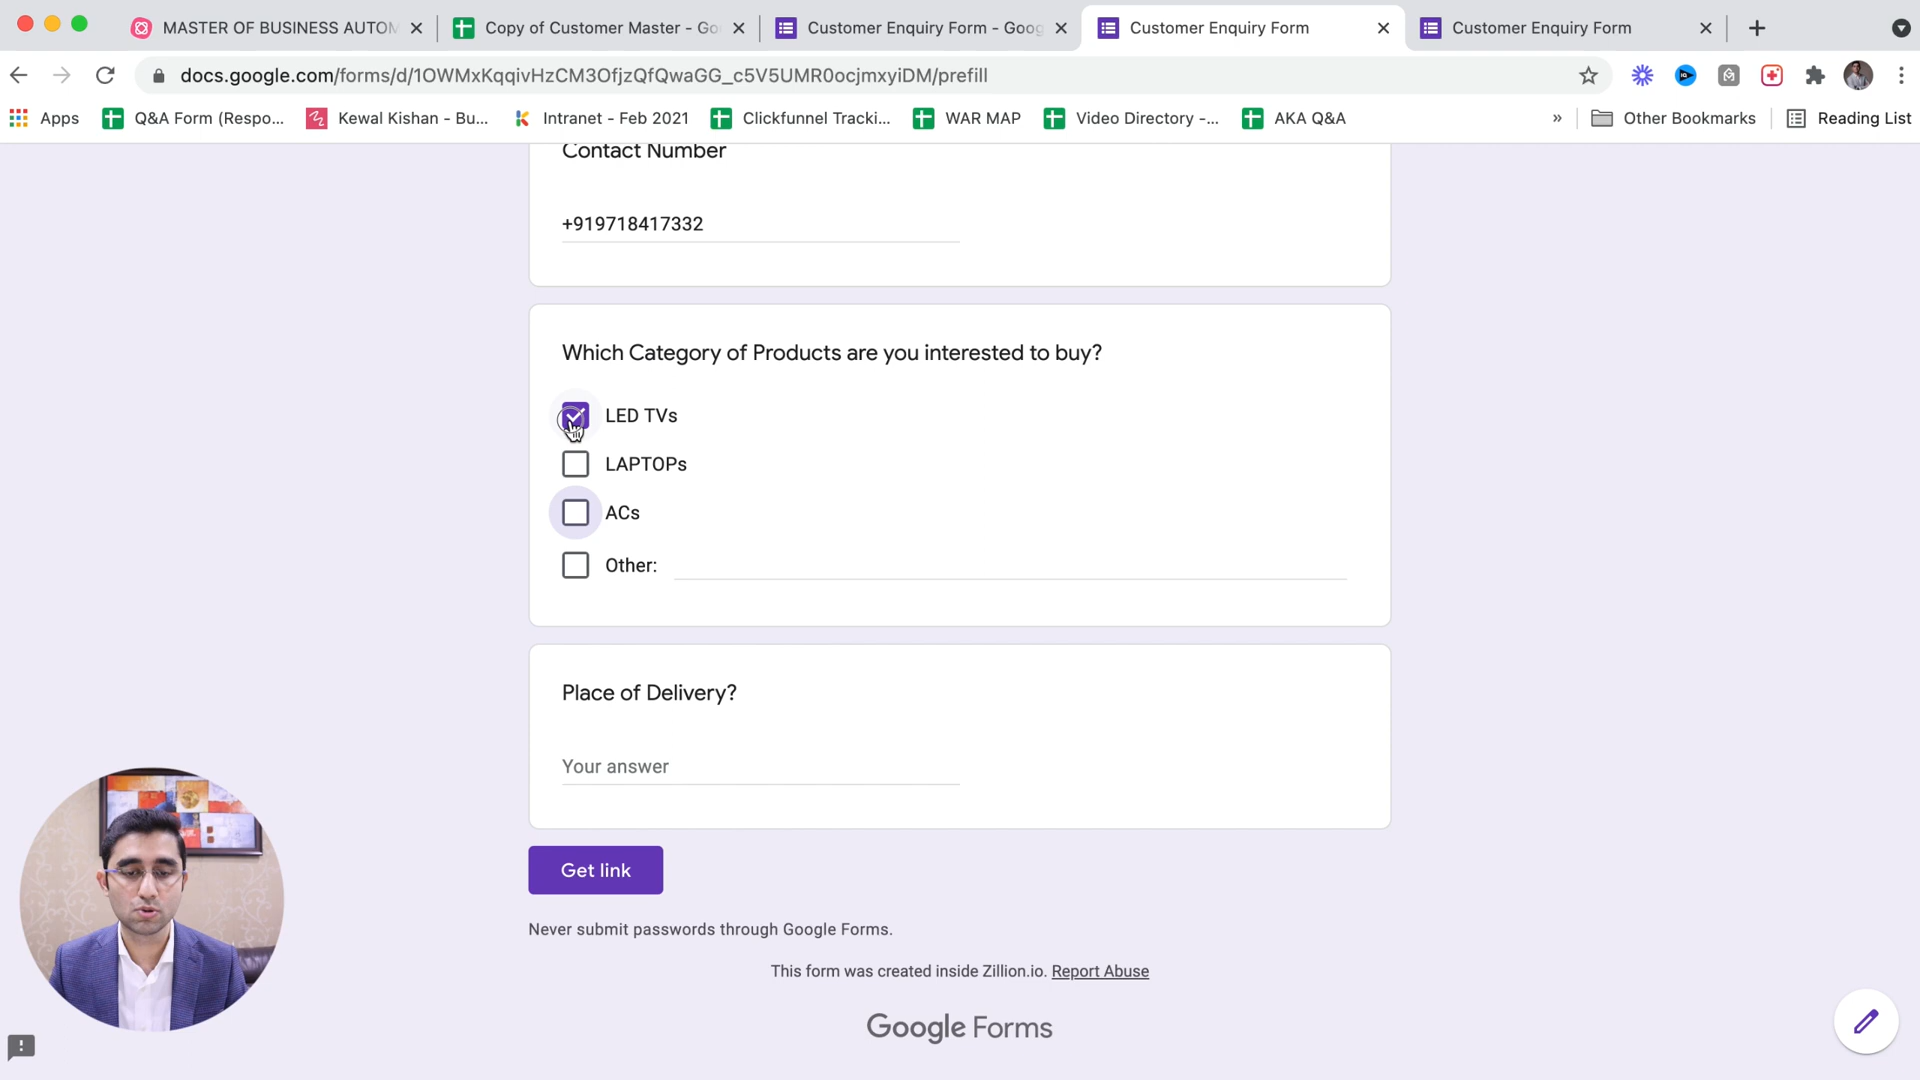 MASTER OF BUSINESS AUTOM
Copy of Customer Master - Go
Customer Enquiry Form - Goog
Customer Enquiry Form
Customer Enquiry Form
docs.google.com/forms/d/1OWMxKqqivHzCM3OfjzQfQwaGG_c5V5UMR0ocjmxyiDM/prefill
Apps
Q&A Form (Respo...
Kewal Kishan - Bu...
Intranet - Feb 2021
Clickfunnel Tracki...
WAR MAP
Video Directory -...
AKA Q&A
»
Other Bookmarks
Reading List
Contact Number
+919718417332
Which Category of Products are you interested to buy?
LED TVs
LAPTOPs
ACs
Other:
Place of Delivery?
Your answer
Get link
Never submit passwords through Google Forms.
This form was created inside Zillion.io. Report Abuse
Google Forms